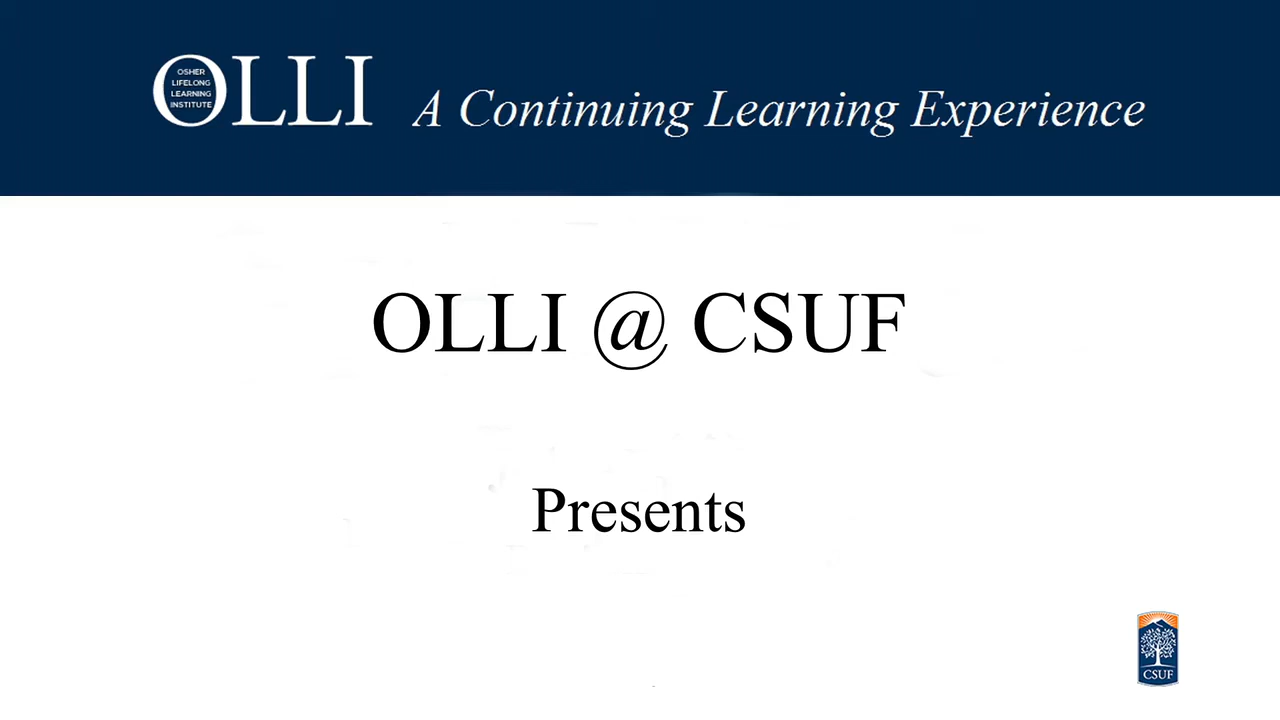 OLLI A Continuing Learning Experience
OSHER
LIFELONG
LEARNING
INSTITUTE
OLLI @ CSUF
Presents
CSUF